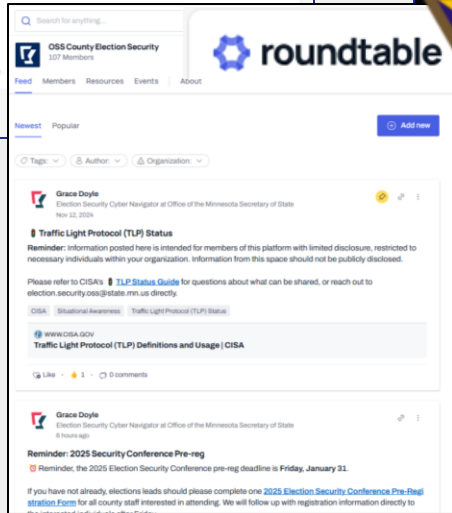 Search for anything...
roundtable
OSS County Election Security
107 Members
Feed Members Resources Events About
Newest Popular
Add new
Tags: Author: Organization:
Grace Doyle
Election Security Cyber Navigator at Office of the Minnesota Secretary of State
Nov 12, 2024
Traffic Light Protocol (TLP) Status
Reminder: Information posted here is intended for members of this platform with limited disclosure, restricted to
necessary individuals within your organization. Information from this space should not be publicly disclosed.
Please refer to CISA's TLP Status Guide for questions about what can be shared, or reach out to
election.security.oss@state.mn.us directly.
CISA Situational Awareness Traffic Light Protocol (TLP) Status
WWW.CISA.GOV
Traffic Light Protocol (TLP) Definitions and Usage | CISA
Like · 1 · 0 comments
Grace Doyle
Election Security Cyber Navigator at Office of the Minnesota Secretary of State
6 hours ago
Reminder: 2025 Security Conference Pre-reg
Reminder, the 2025 Election Security Conference pre-reg deadline is Friday, January 31.
If you have not already, elections leads should please complete one 2025 Election Security Conference Pre-Regi
stration Form for all county staff interested in attending. We will follow up with registration information directly to
the interested individuals after Friday.